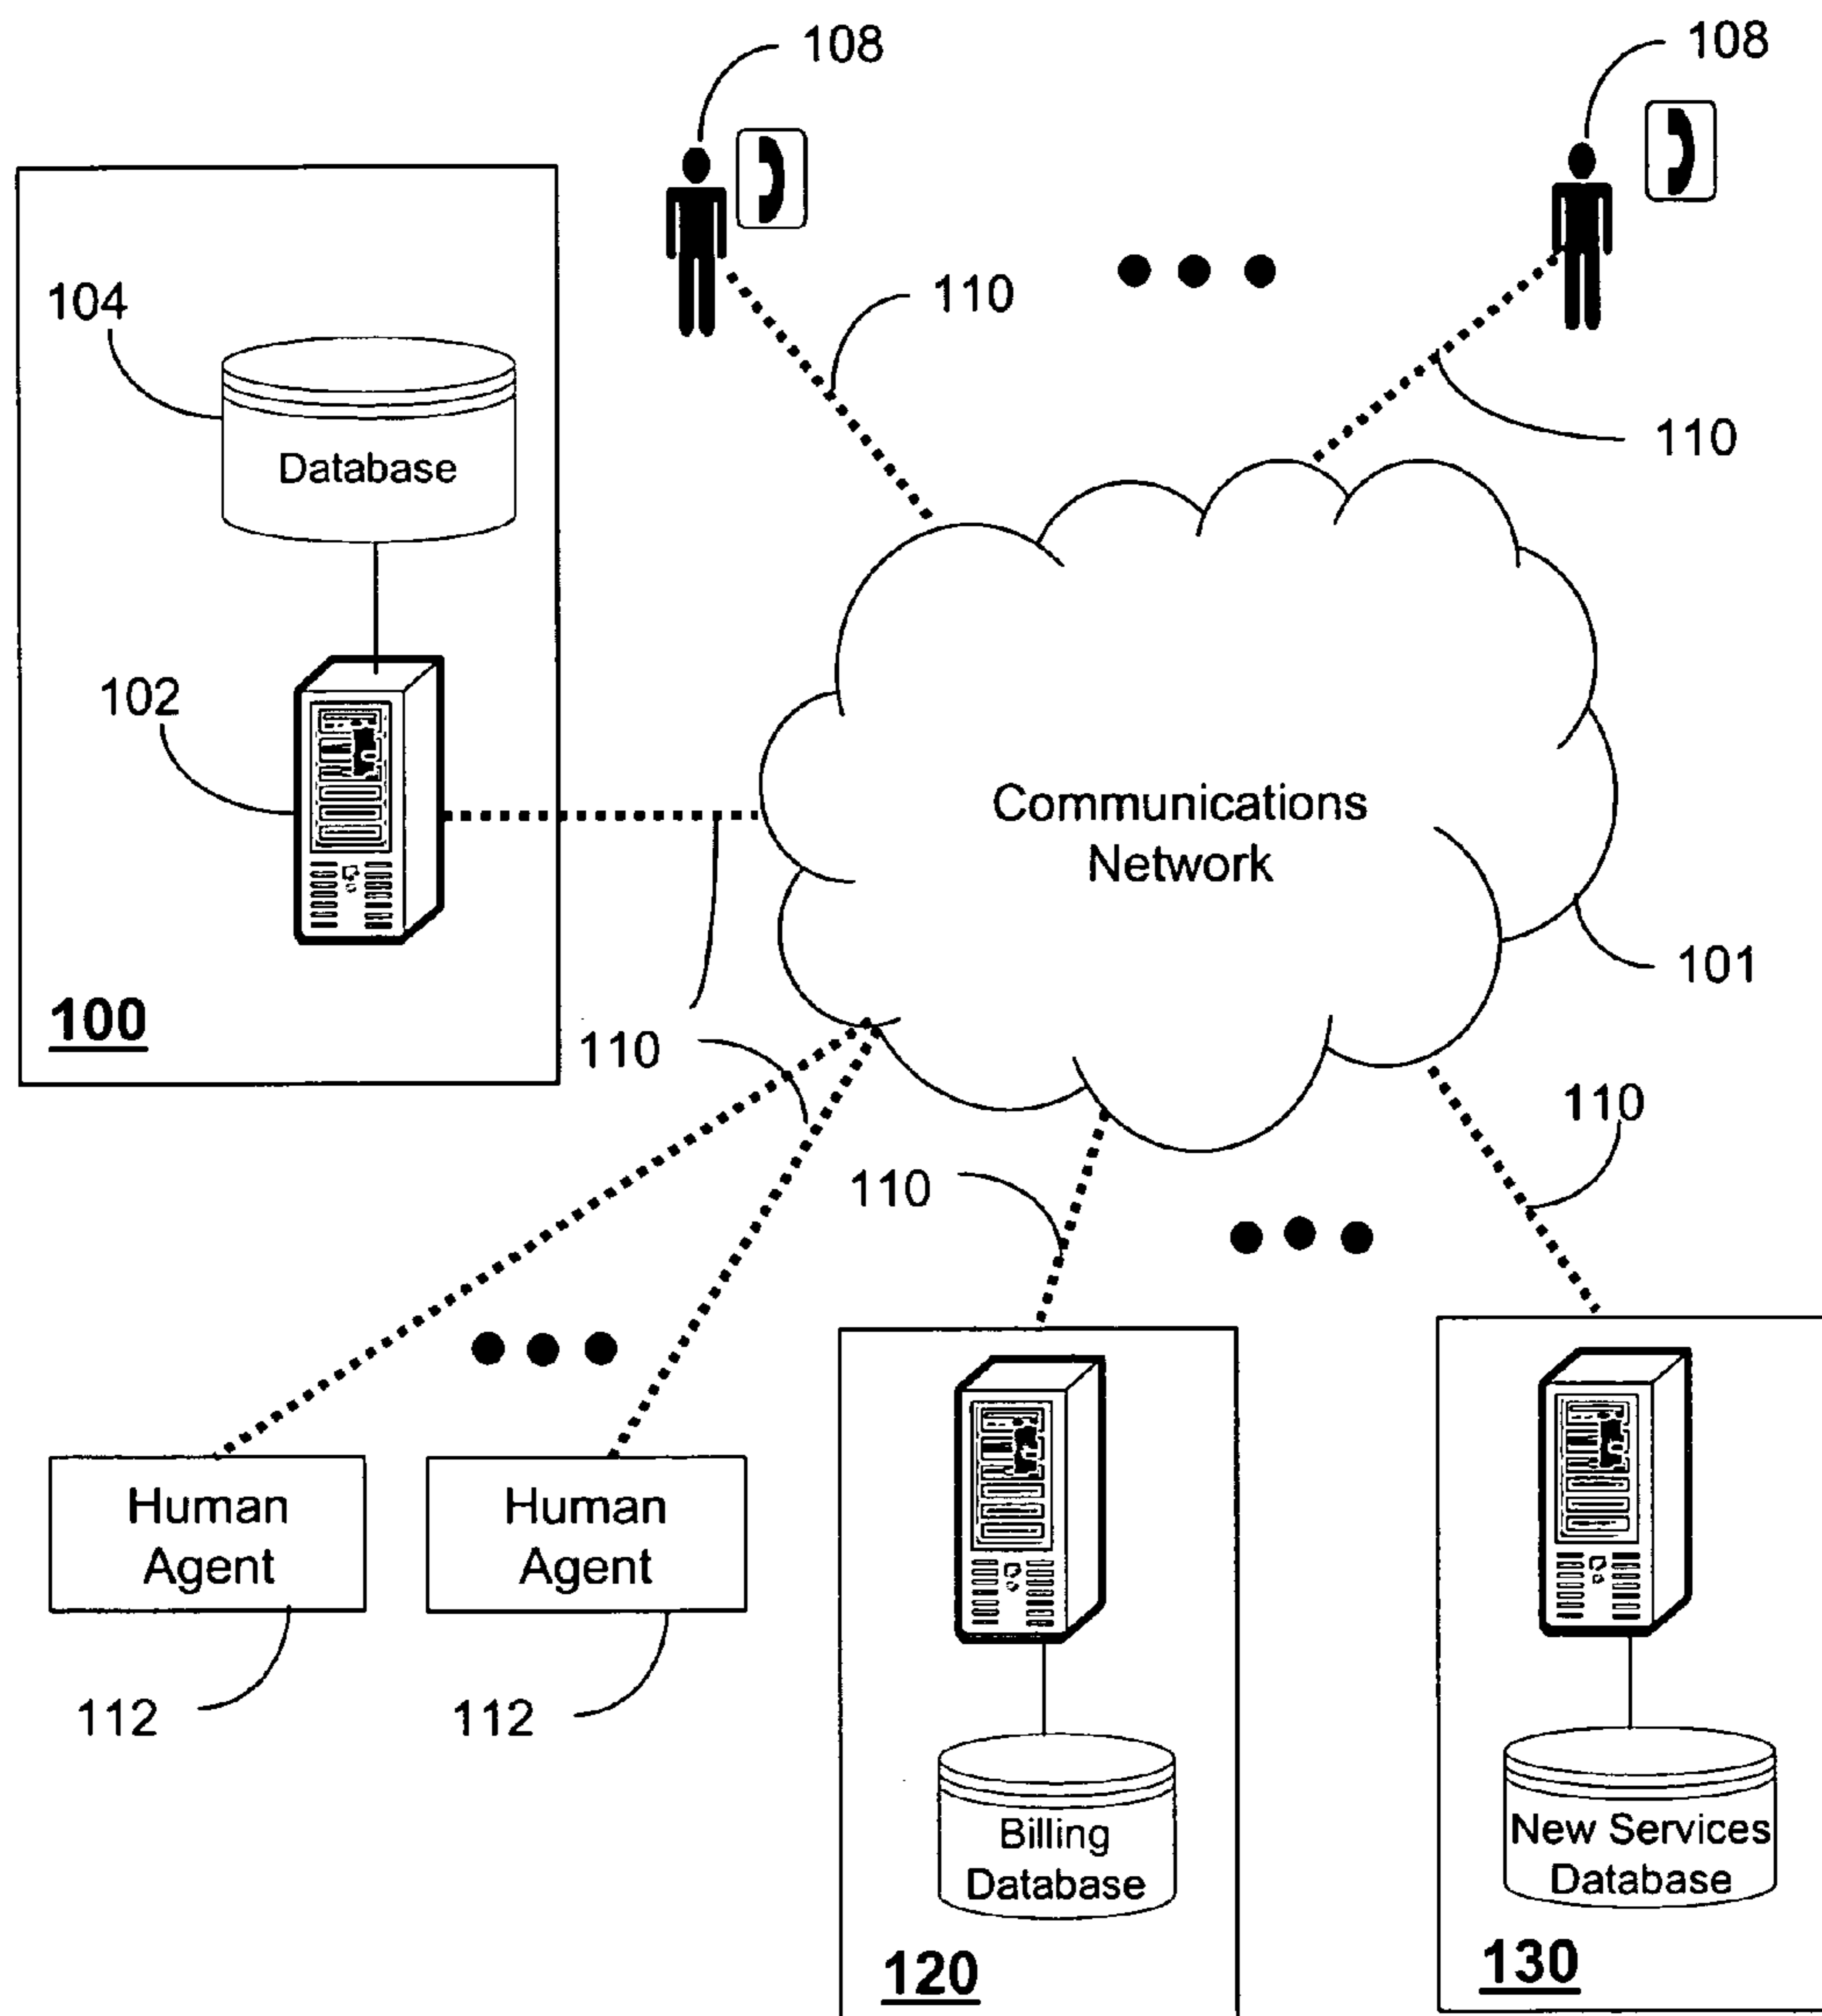 108
108
104
110
110
Database
102
Communications
Network
101
100
110
110
110
Human
Agent
Human
Agent
112
112
Billing
Database
New Services
Database
120
130